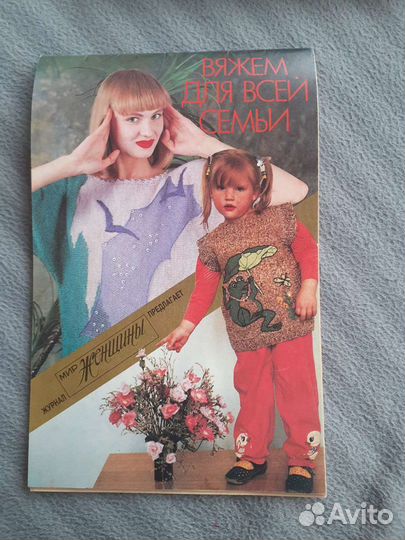 ВЯЖЕМ
ДЛЯ ВСЕЙ
СЕМЬИ
ЖУРНАЛ МИР ЖЕНЩИНЫ ПРЕДЛАГАЕТ
Avito